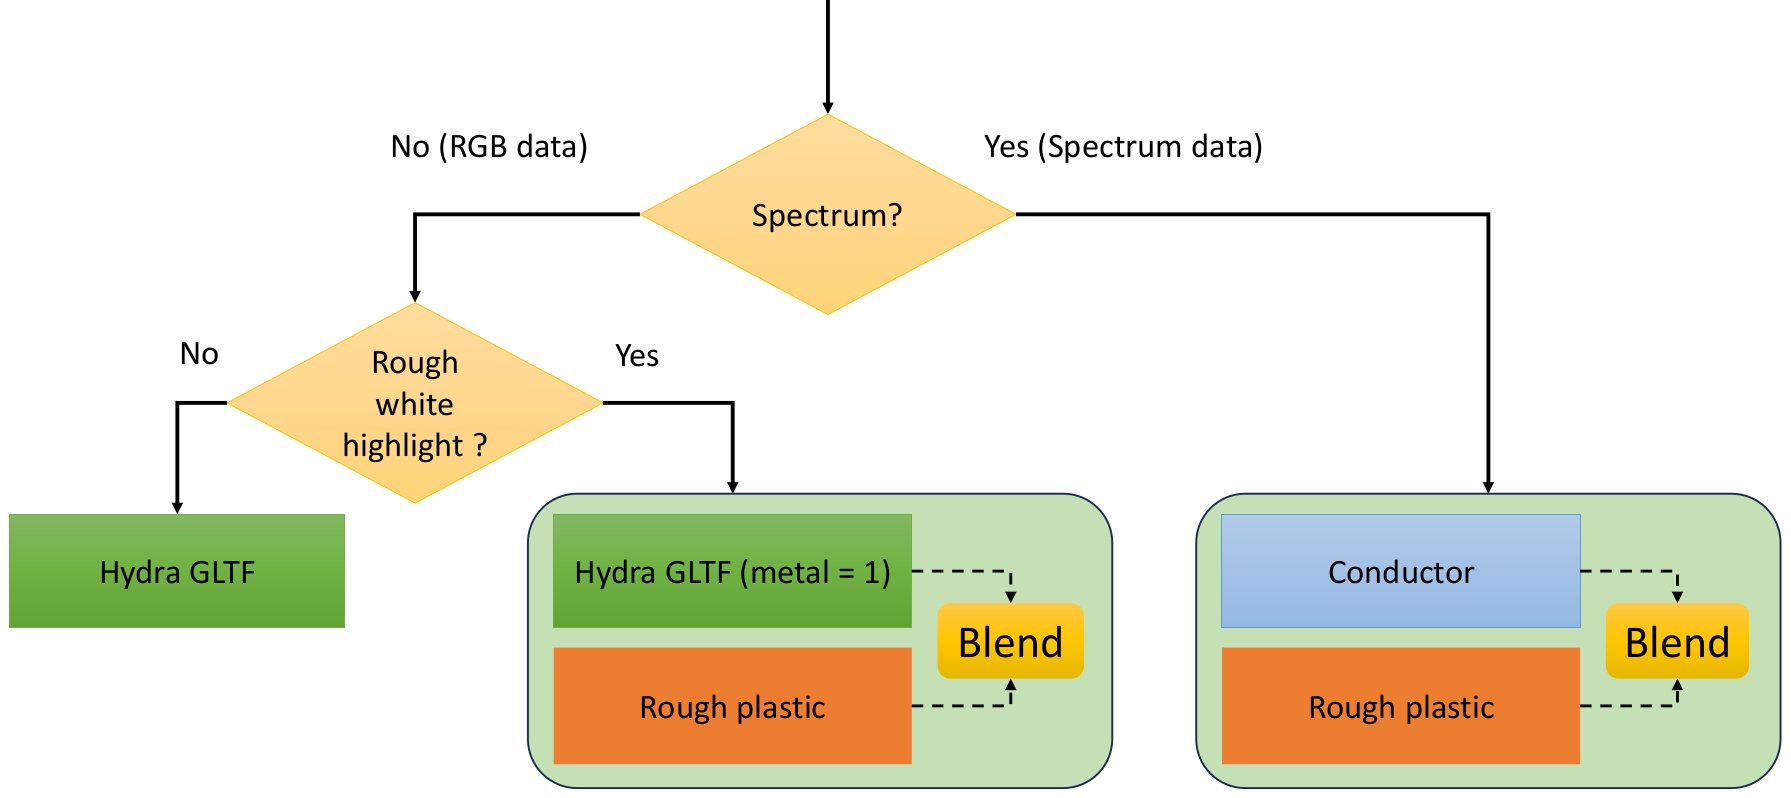 No (RGB data)
Yes (Spectrum data)
Spectrum?
No
Rough
white
highlight ?
Yes
Hydra GLTF
Hydra GLTF (metal = 1)
Blend
Rough plastic
Conductor
Blend
Rough plastic